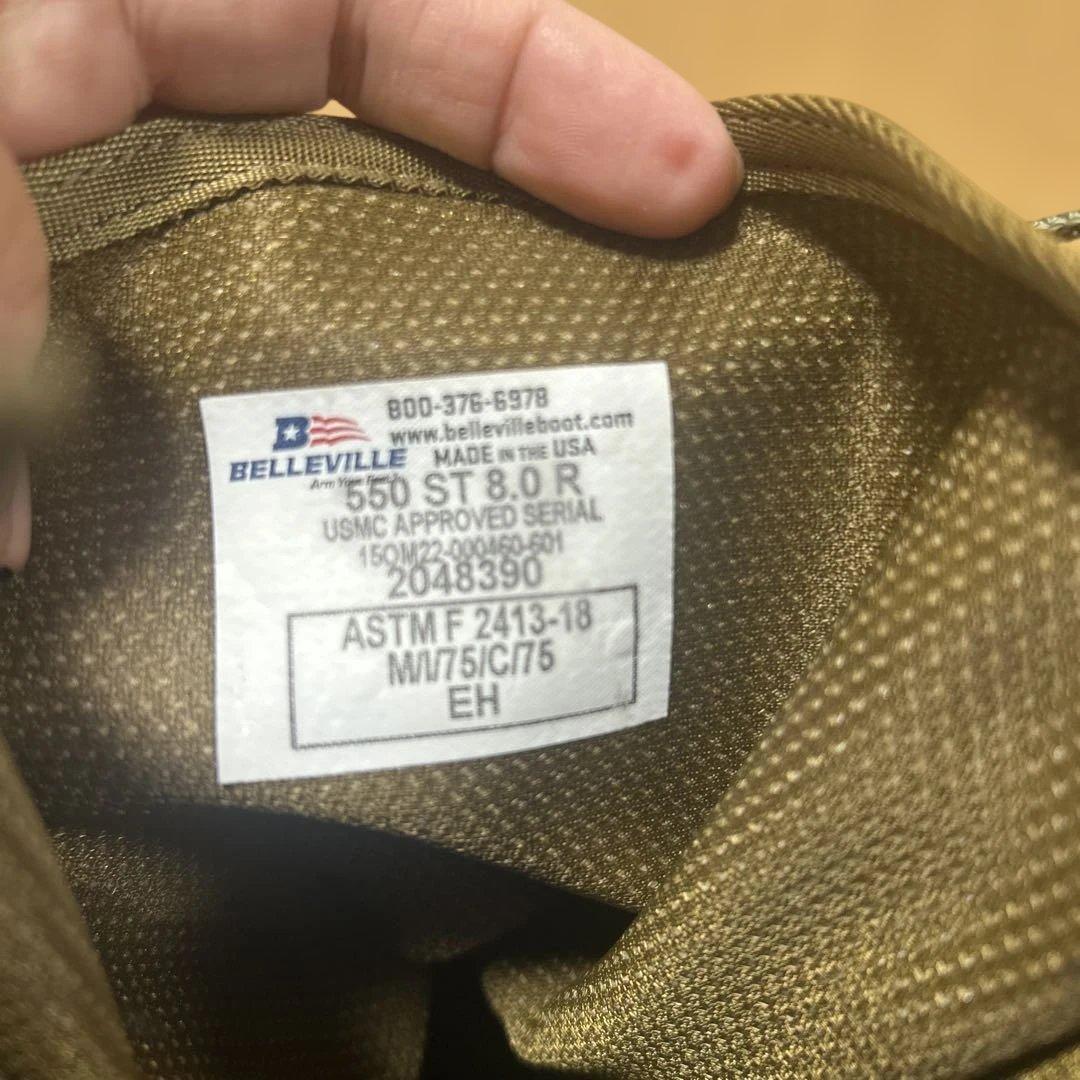 800-376-6978
www.bellevilleboot.com
BELLEVILLE
MADE IN THE USA
550 ST 8.0 R
USMC APPROVED SERIAL
15QM22-000460-601
2048390
ASTM F 2413-18
M/I/75/C/75
EH